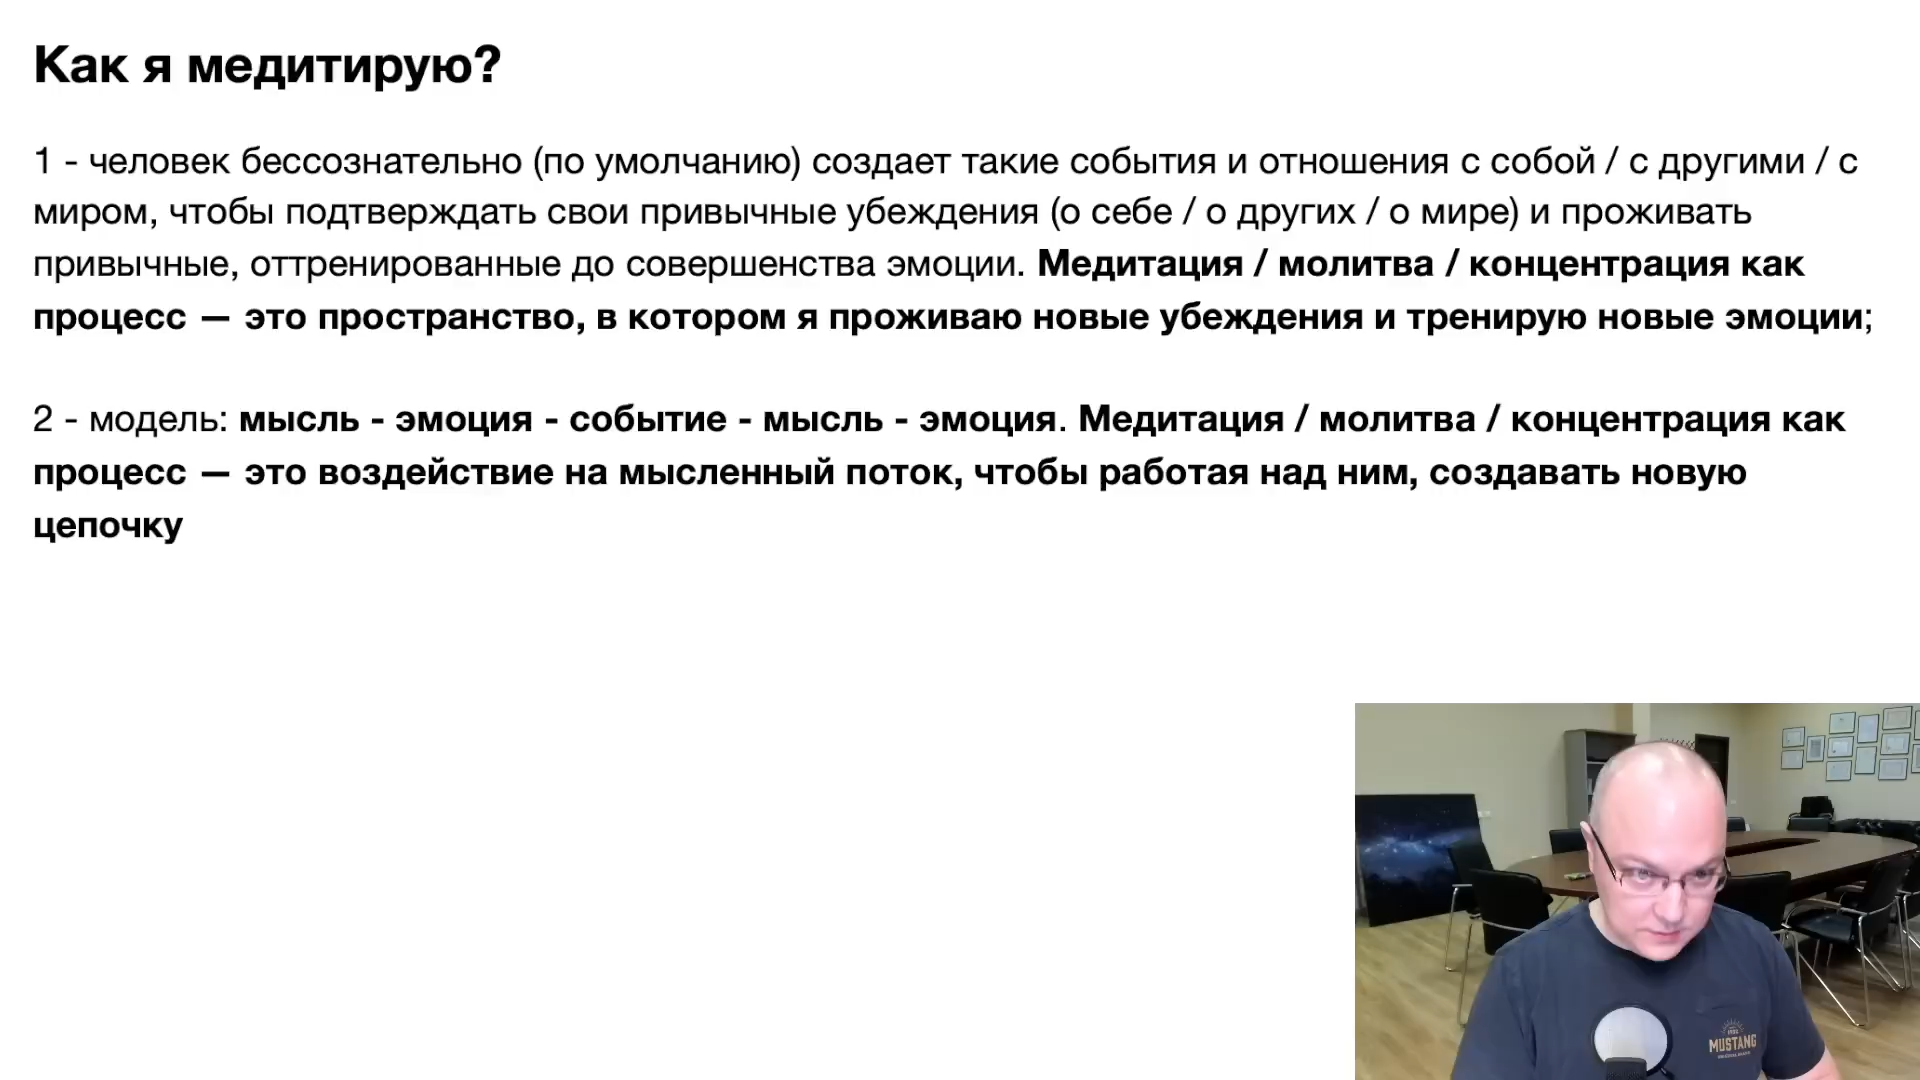 Как я медитирую?
1 - человек бессознательно (по умолчанию) создает такие события и отношения с собой / с другими / с
миром, чтобы подтверждать свои привычные убеждения (о себе / о других / о мире) и проживать
привычные, оттренированные до совершенства эмоции. Медитация / молитва / концентрация как
процесс — это пространство, в котором я проживаю новые убеждения и тренирую новые эмоции;
2 - модель: мысль - эмоция - событие - мысль - эмоция. Медитация / молитва / концентрация как
процесс — это воздействие на мысленный поток, чтобы работая над ним, создавать новую
цепочку
MUSTANG